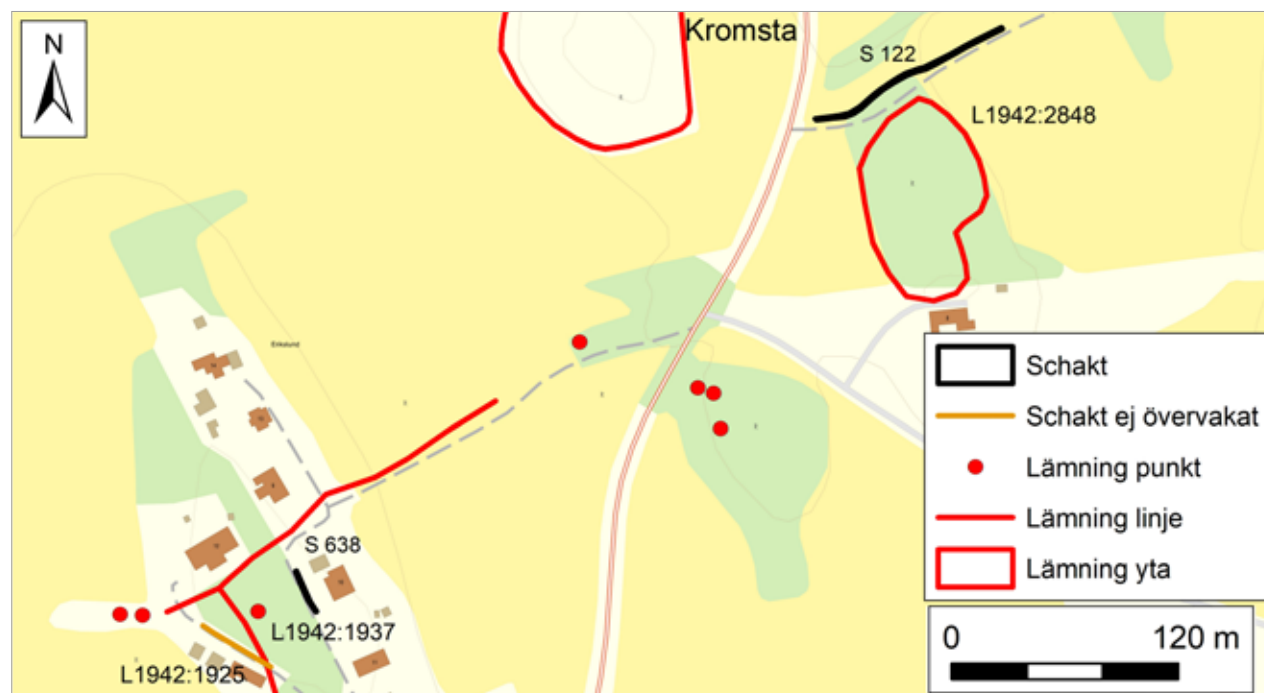 N
Kromsta
S 122
L1942:2848
S 638
L1942:1937
L1942:1925
Schakt
Schakt ej övervakat
Lämning punkt
Lämning linje
Lämning yta
0 120 m